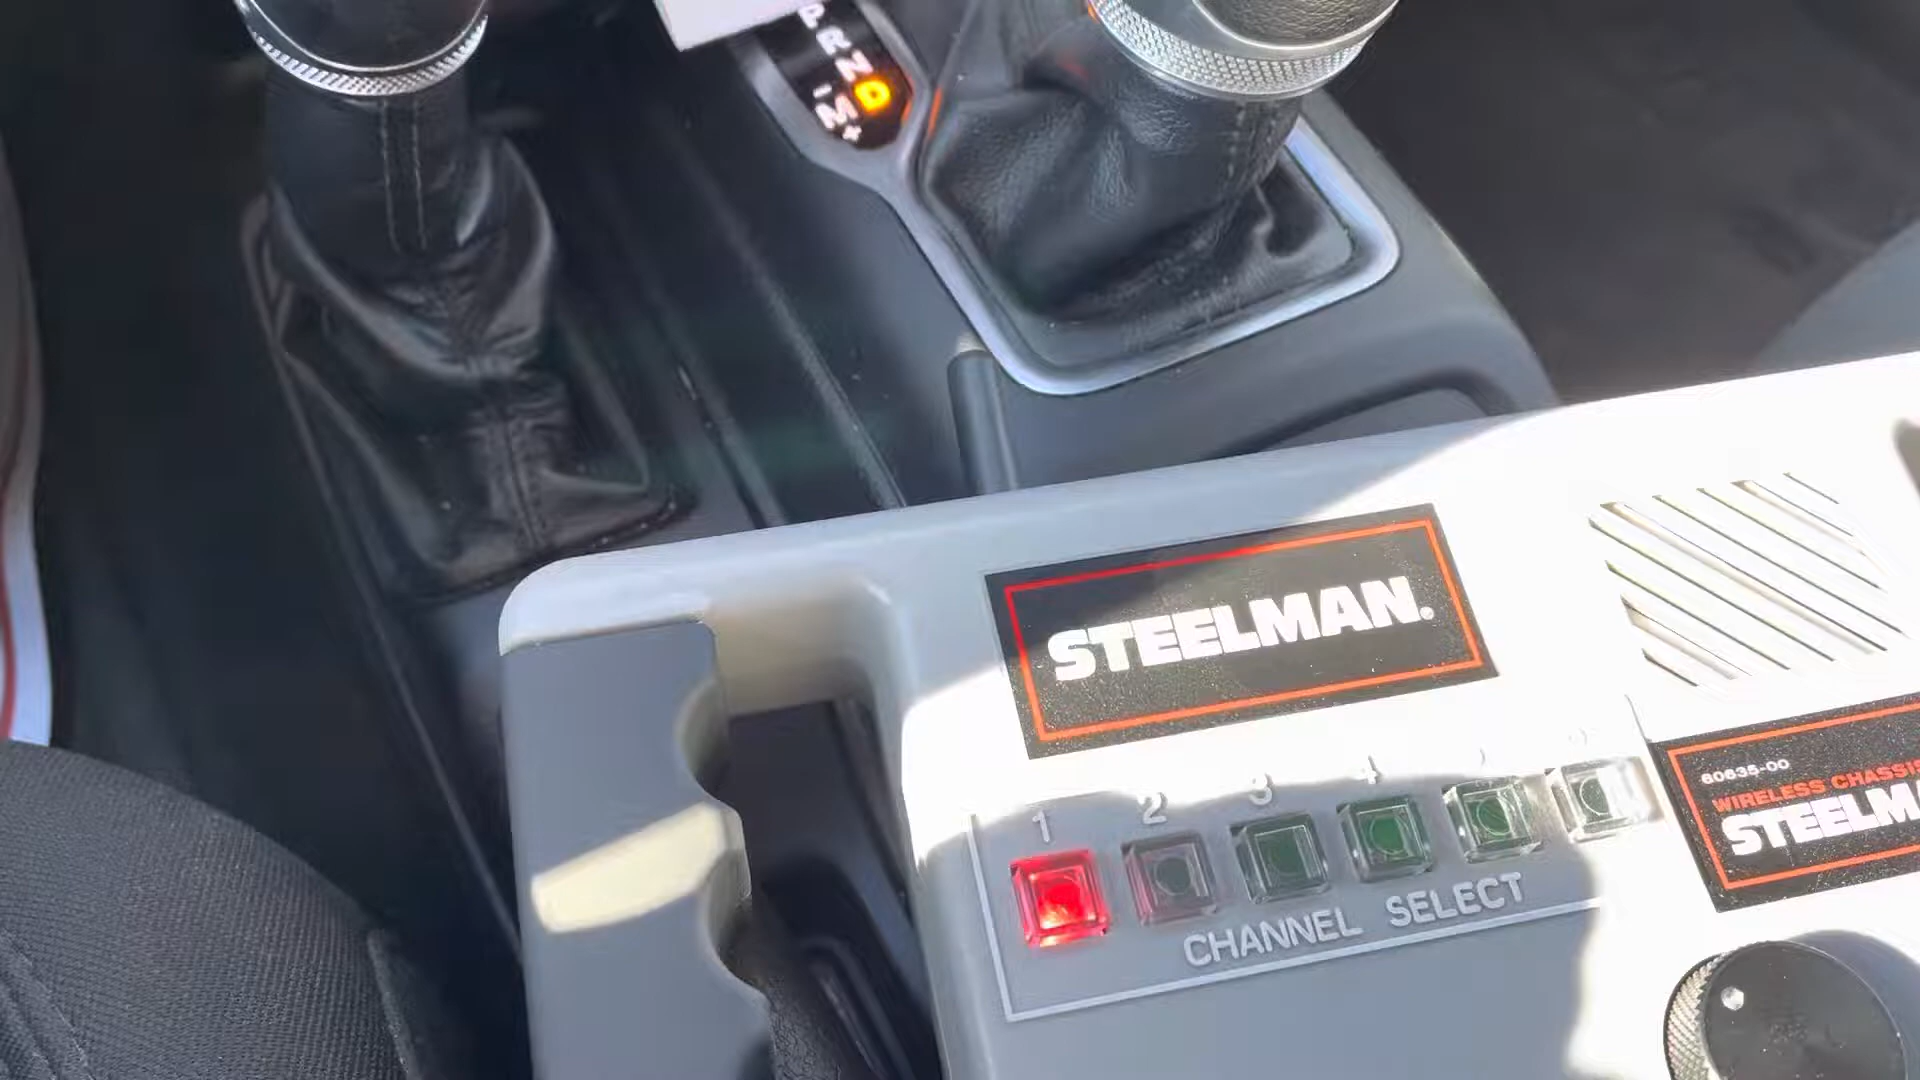 P
R
N
D
- M +
STEELMAN.
1 2 3 4
CHANNEL SELECT
60635-00
WIRELESS CHASSIS
STEELMA